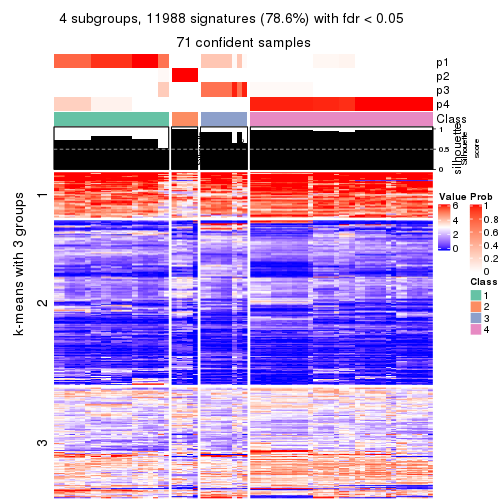 4 subgroups, 11988 signatures (78.6%) with fdr < 0.05
71 confident samples
p1
p2
p3
p4
Class
1
0.5
0
silhouette
Silhouette
score
k-means with 3 groups
1
2
3
Value
6
4
2
0
Prob
1
0.8
0.6
0.4
0.2
0
Class
1
2
3
4